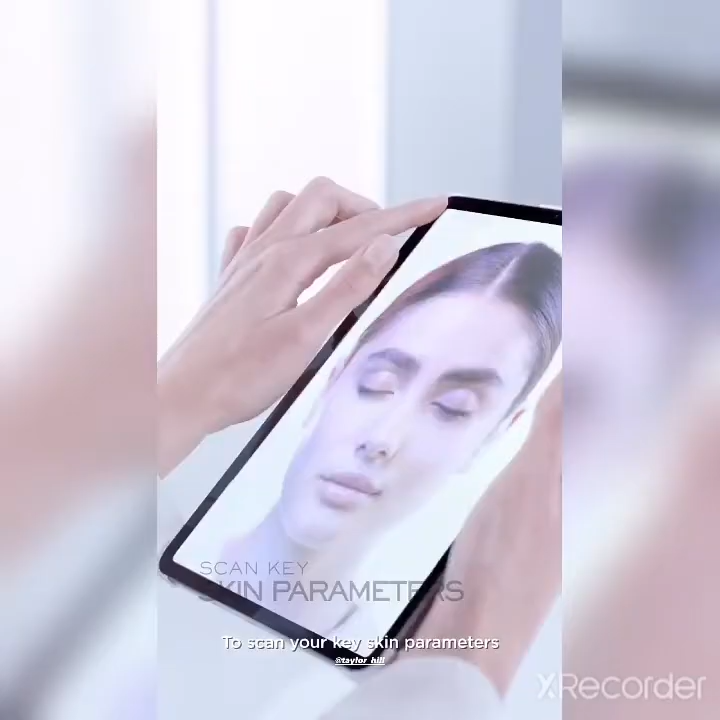 SCAN KEY
SKIN PARAMETERS
To scan your key skin parameters
@taylor_hill
XRecorder